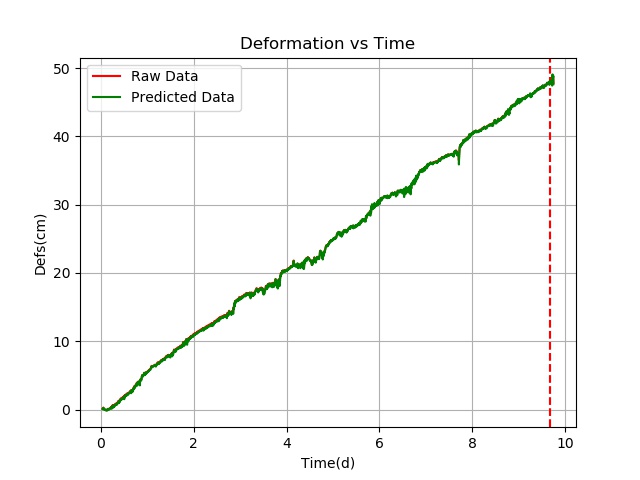 Deformation vs Time
Raw Data
Predicted Data
50
40
30
20
10
0
Defs(cm)
0 2 4 6 8 10
Time(d)